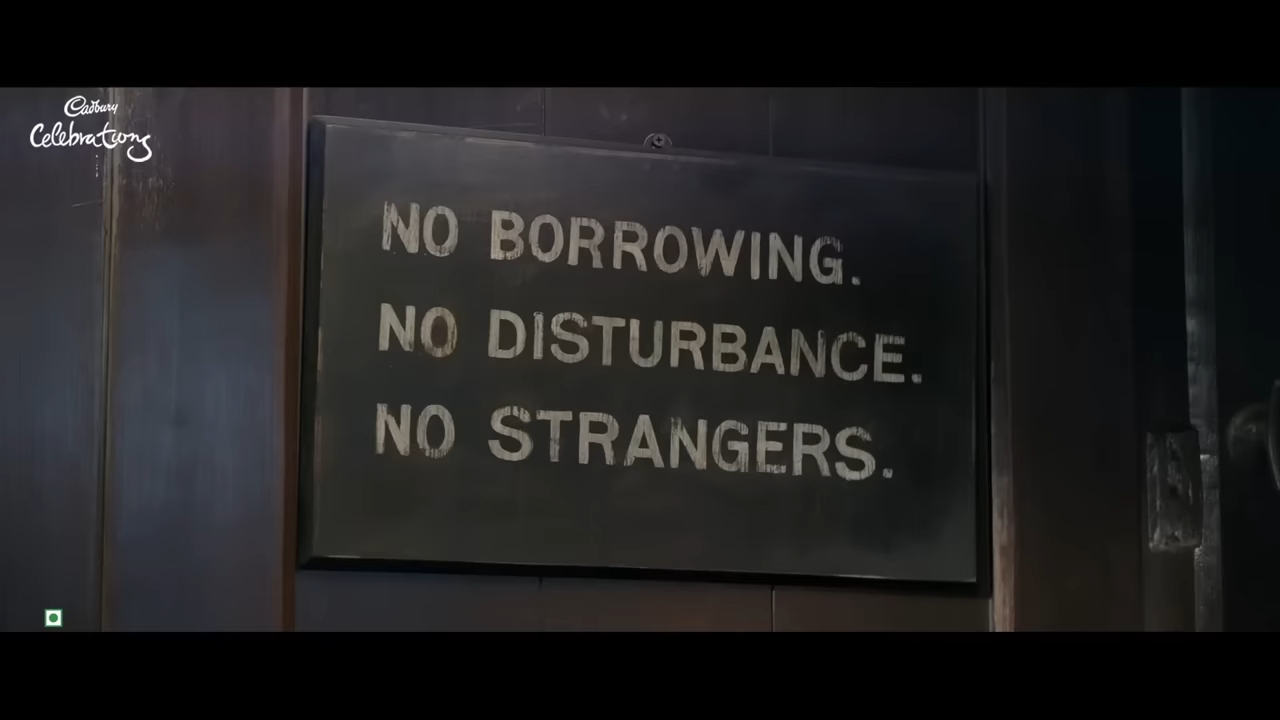 Cadbury
Celebrations
NO BORROWING.
NO DISTURBANCE.
NO STRANGERS.